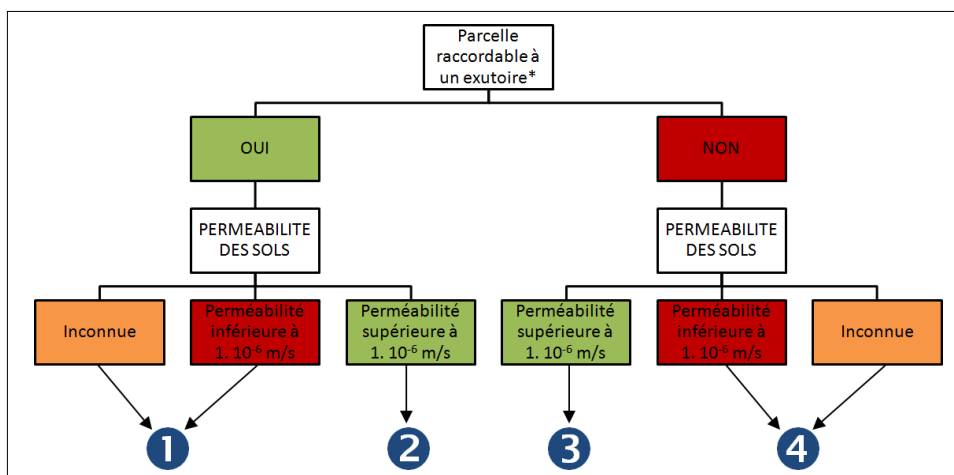 Parcelle
raccordable à
un exutoire*
OUI
NON
PERMEABILITE
DES SOLS
PERMEABILITE
DES SOLS
Inconnue
Perméabilité
inférieure à
1. 10⁻⁶ m/s
Perméabilité
supérieure à
1. 10⁻⁶ m/s
Perméabilité
supérieure à
1. 10⁻⁶ m/s
Perméabilité
inférieure à
1. 10⁻⁶ m/s
Inconnue
1
2
3
4